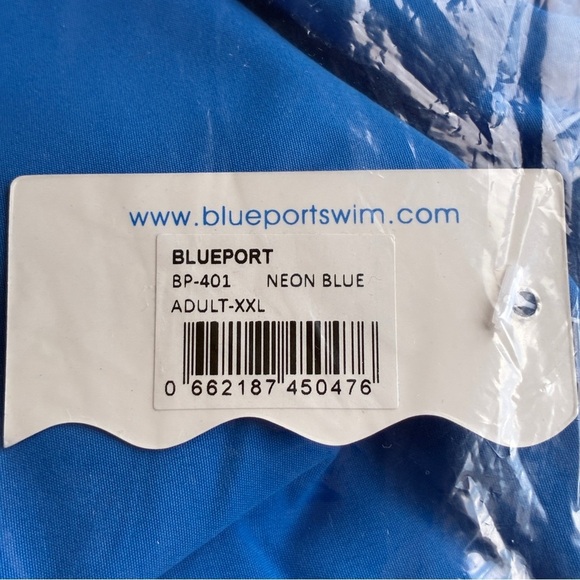 www.blueportswim.com
BLUEPORT
BP-401 NEON BLUE
ADULT-XXL
0 662187 450476